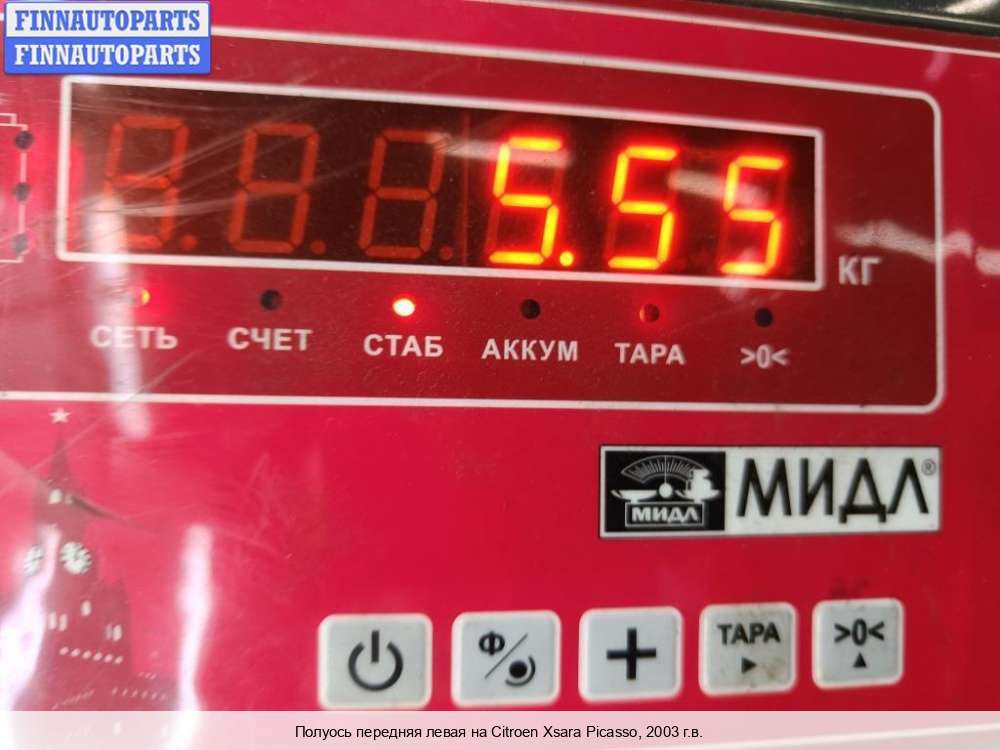 FINNAUTOPARTS
FINNAUTOPARTS
5.55
КГ
СЕТЬ СЧЕТ СТАБ АККУМ ТАРА >0<
МИДЛ МИДЛ®
Ф ТАРА >0<
Полуось передняя левая на Citroen Xsara Picasso, 2003 г.в.